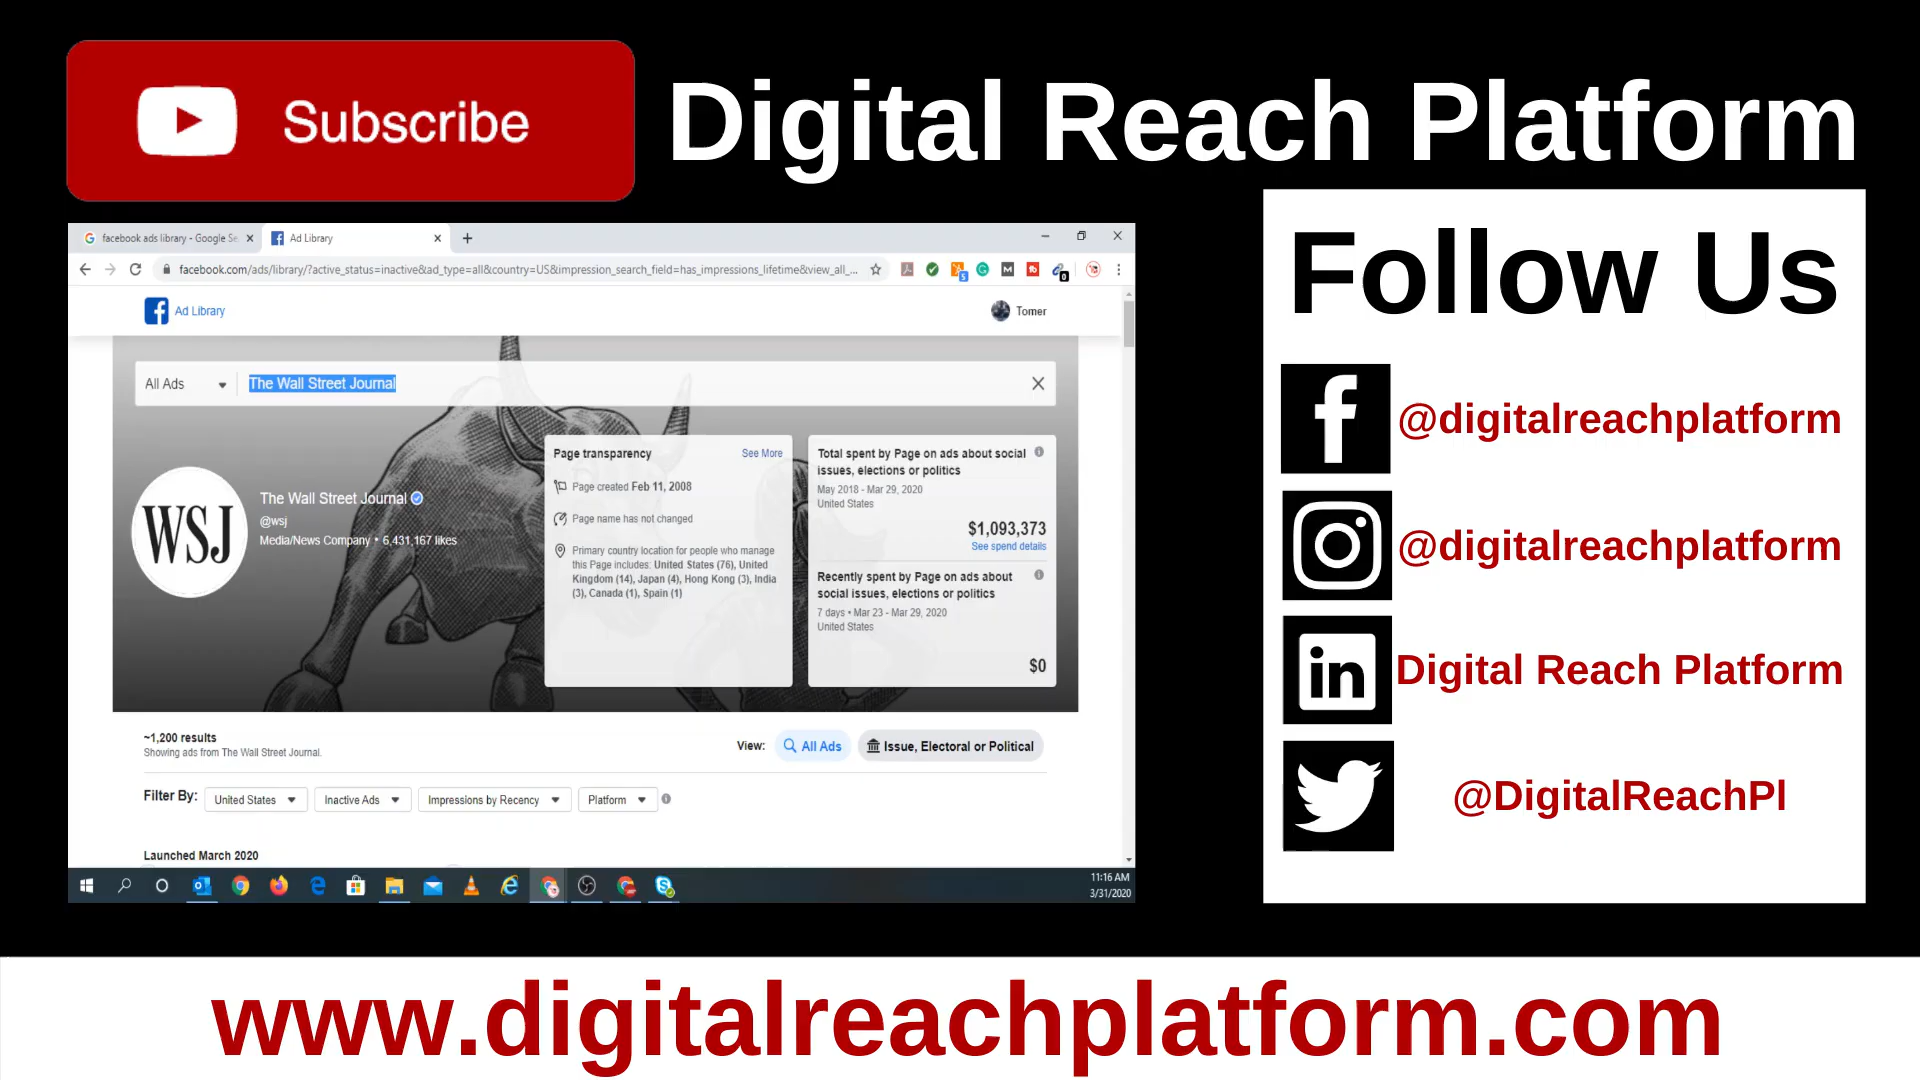 Subscribe
Digital Reach Platform
facebook ads library - Google Se
Ad Library
facebook.com/ads/library/?active_status=inactive&ad_type=all&country=US&impression_search_field=has_impressions_lifetime&view_all_...
Ad Library
Tomer
All Ads
The Wall Street Journal
WSJ
The Wall Street Journal
@wsj
Media/News Company • 6,431,167 likes
Page transparency
See More
Page created Feb 11, 2008
Page name has not changed
Primary country location for people who manage
this Page includes: United States (76), United
Kingdom (14), Japan (4), Hong Kong (3), India
(3), Canada (1), Spain (1)
Total spent by Page on ads about social
issues, elections or politics
May 2018 - Mar 29, 2020
United States
$1,093,373
See spend details
Recently spent by Page on ads about
social issues, elections or politics
7 days • Mar 23 - Mar 29, 2020
United States
$0
~1,200 results
Showing ads from The Wall Street Journal.
View:
All Ads
Issue, Electoral or Political
Filter By:
United States
Inactive Ads
Impressions by Recency
Platform
Launched March 2020
11:16 AM
3/31/2020
Follow Us
@digitalreachplatform
@digitalreachplatform
in
Digital Reach Platform
@DigitalReachPl
www.digitalreachplatform.com